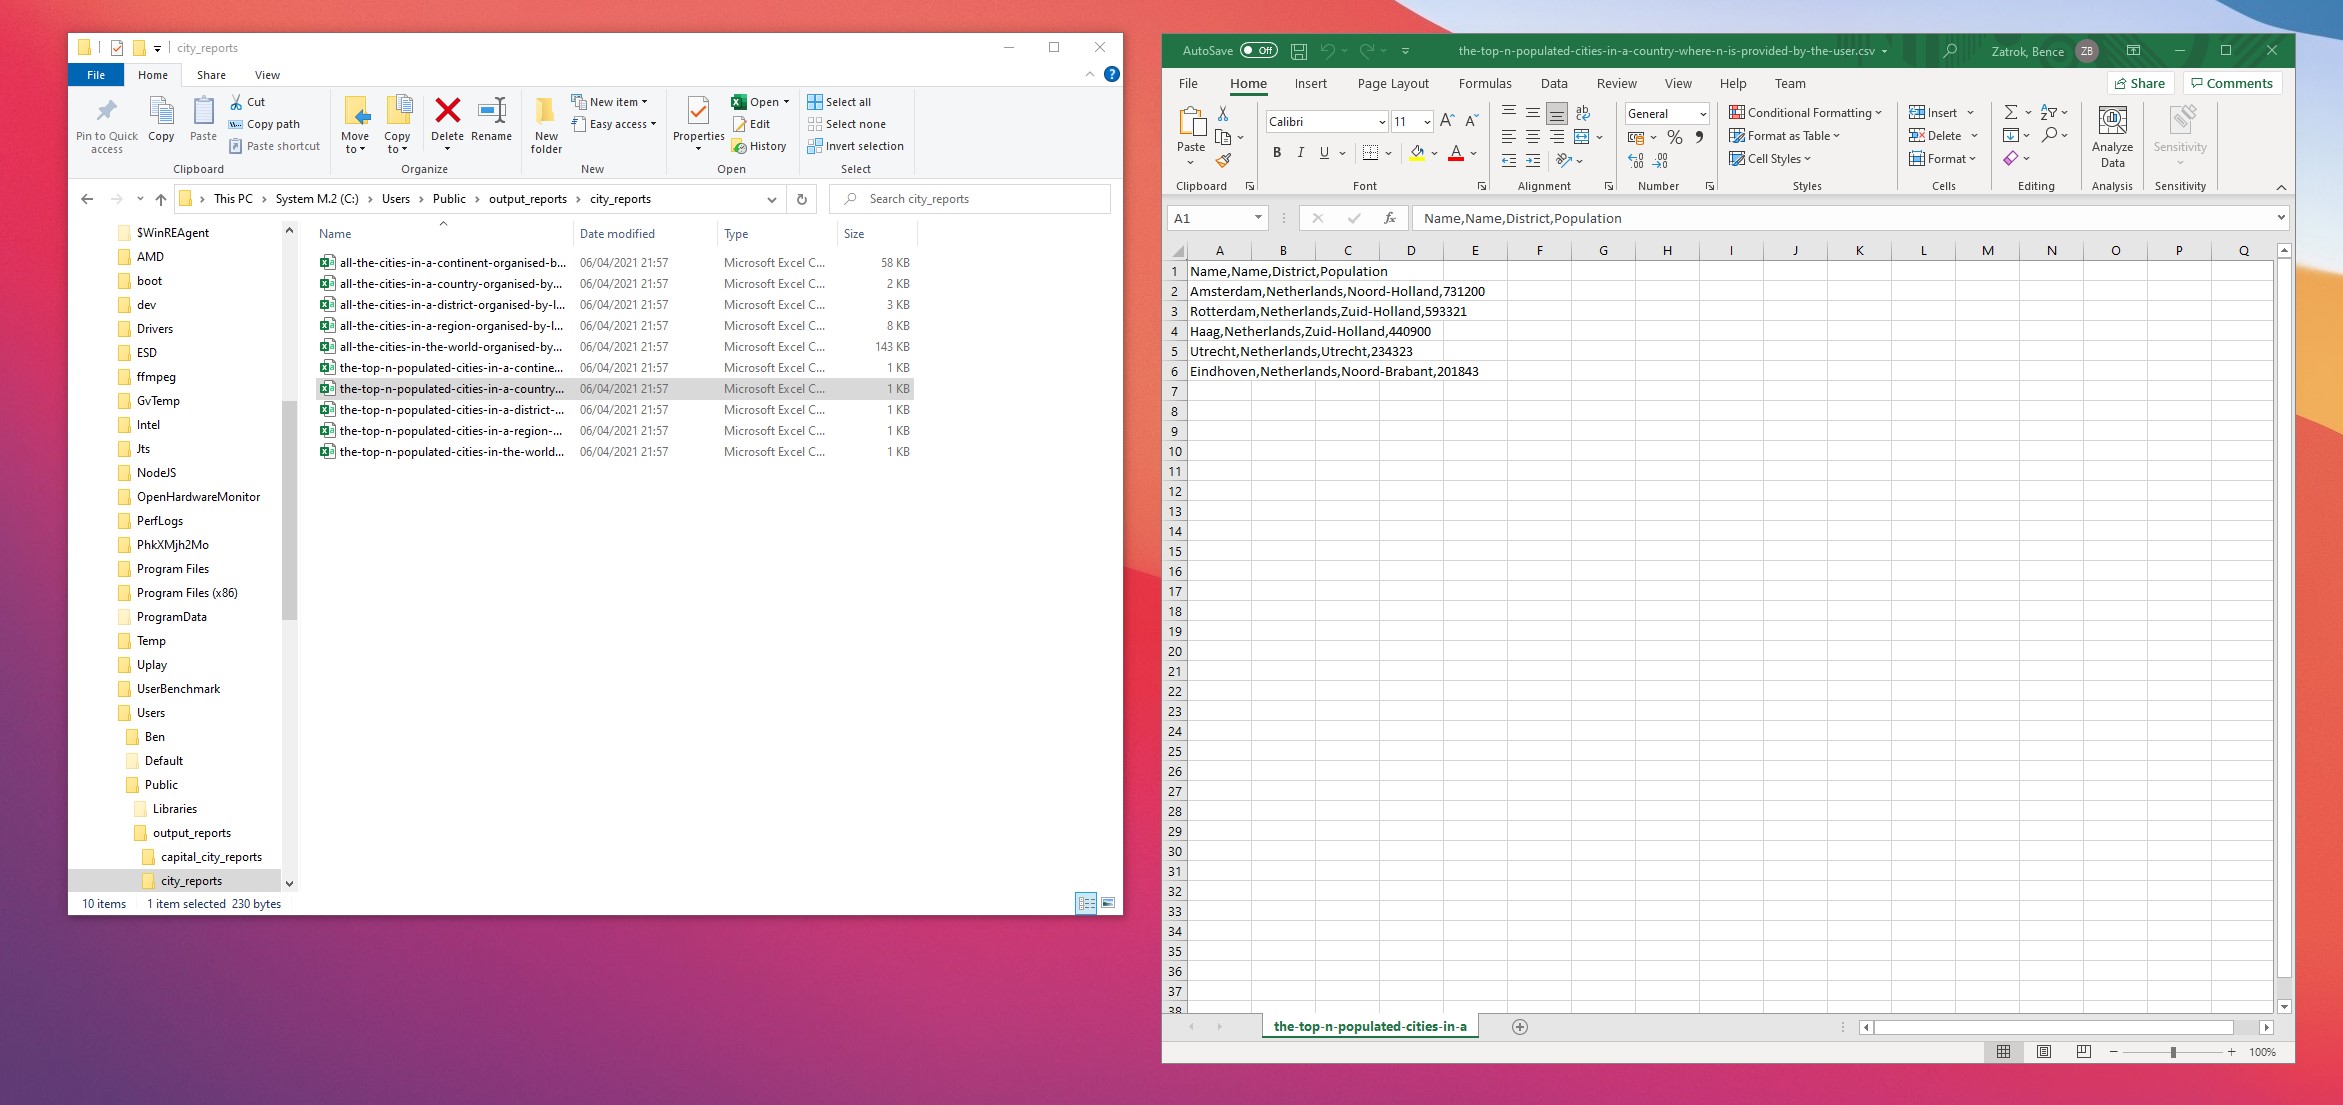 city_reports
File Home Share View
Pin to Quick access
Copy
Paste
Cut
Copy path
Paste shortcut
Clipboard
Move to
Copy to
Delete
Rename
Organize
New folder
New item
Easy access
New
Properties
Open
Edit
History
Open
Select all
Select none
Invert selection
Select
This PC > System M.2 (C:) > Users > Public > output_reports > city_reports
Search city_reports
$WinREAgent
AMD
boot
dev
Drivers
ESD
ffmpeg
GvTemp
Intel
Jts
NodeJS
OpenHardwareMonitor
PerfLogs
PhkXMjh2Mo
Program Files
Program Files (x86)
ProgramData
Temp
Uplay
UserBenchmark
Users
Ben
Default
Public
Libraries
output_reports
capital_city_reports
city_reports
Name Date modified Type Size
all-the-cities-in-a-continent-organised-b... 06/04/2021 21:57 Microsoft Excel C... 58 KB
all-the-cities-in-a-country-organised-by... 06/04/2021 21:57 Microsoft Excel C... 2 KB
all-the-cities-in-a-district-organised-by-l... 06/04/2021 21:57 Microsoft Excel C... 3 KB
all-the-cities-in-a-region-organised-by-l... 06/04/2021 21:57 Microsoft Excel C... 8 KB
all-the-cities-in-the-world-organised-by... 06/04/2021 21:57 Microsoft Excel C... 143 KB
the-top-n-populated-cities-in-a-contine... 06/04/2021 21:57 Microsoft Excel C... 1 KB
the-top-n-populated-cities-in-a-country... 06/04/2021 21:57 Microsoft Excel C... 1 KB
the-top-n-populated-cities-in-a-district-... 06/04/2021 21:57 Microsoft Excel C... 1 KB
the-top-n-populated-cities-in-a-region-... 06/04/2021 21:57 Microsoft Excel C... 1 KB
the-top-n-populated-cities-in-the-world... 06/04/2021 21:57 Microsoft Excel C... 1 KB
10 items 1 item selected 230 bytes
AutoSave Off the-top-n-populated-cities-in-a-country-where-n-is-provided-by-the-user.csv Zatrok, Bence ZB
File Home Insert Page Layout Formulas Data Review View Help Team Share Comments
Paste
Clipboard
Calibri 11
B I U
Font
Alignment
General
Number
Conditional Formatting
Format as Table
Cell Styles
Styles
Insert
Delete
Format
Cells
Editing
Analyze Data
Analysis
Sensitivity
Sensitivity
A1 fx Name,Name,District,Population
A B C D E F G H I J K L M N O P Q
1 Name,Name,District,Population
2 Amsterdam,Netherlands,Noord-Holland,731200
3 Rotterdam,Netherlands,Zuid-Holland,593321
4 Haag,Netherlands,Zuid-Holland,440900
5 Utrecht,Netherlands,Utrecht,234323
6 Eindhoven,Netherlands,Noord-Brabant,201843
7
8
9
10
11
12
13
14
15
16
17
18
19
20
21
22
23
24
25
26
27
28
29
30
31
32
33
34
35
36
37
38
the-top-n-populated-cities-in-a
100%